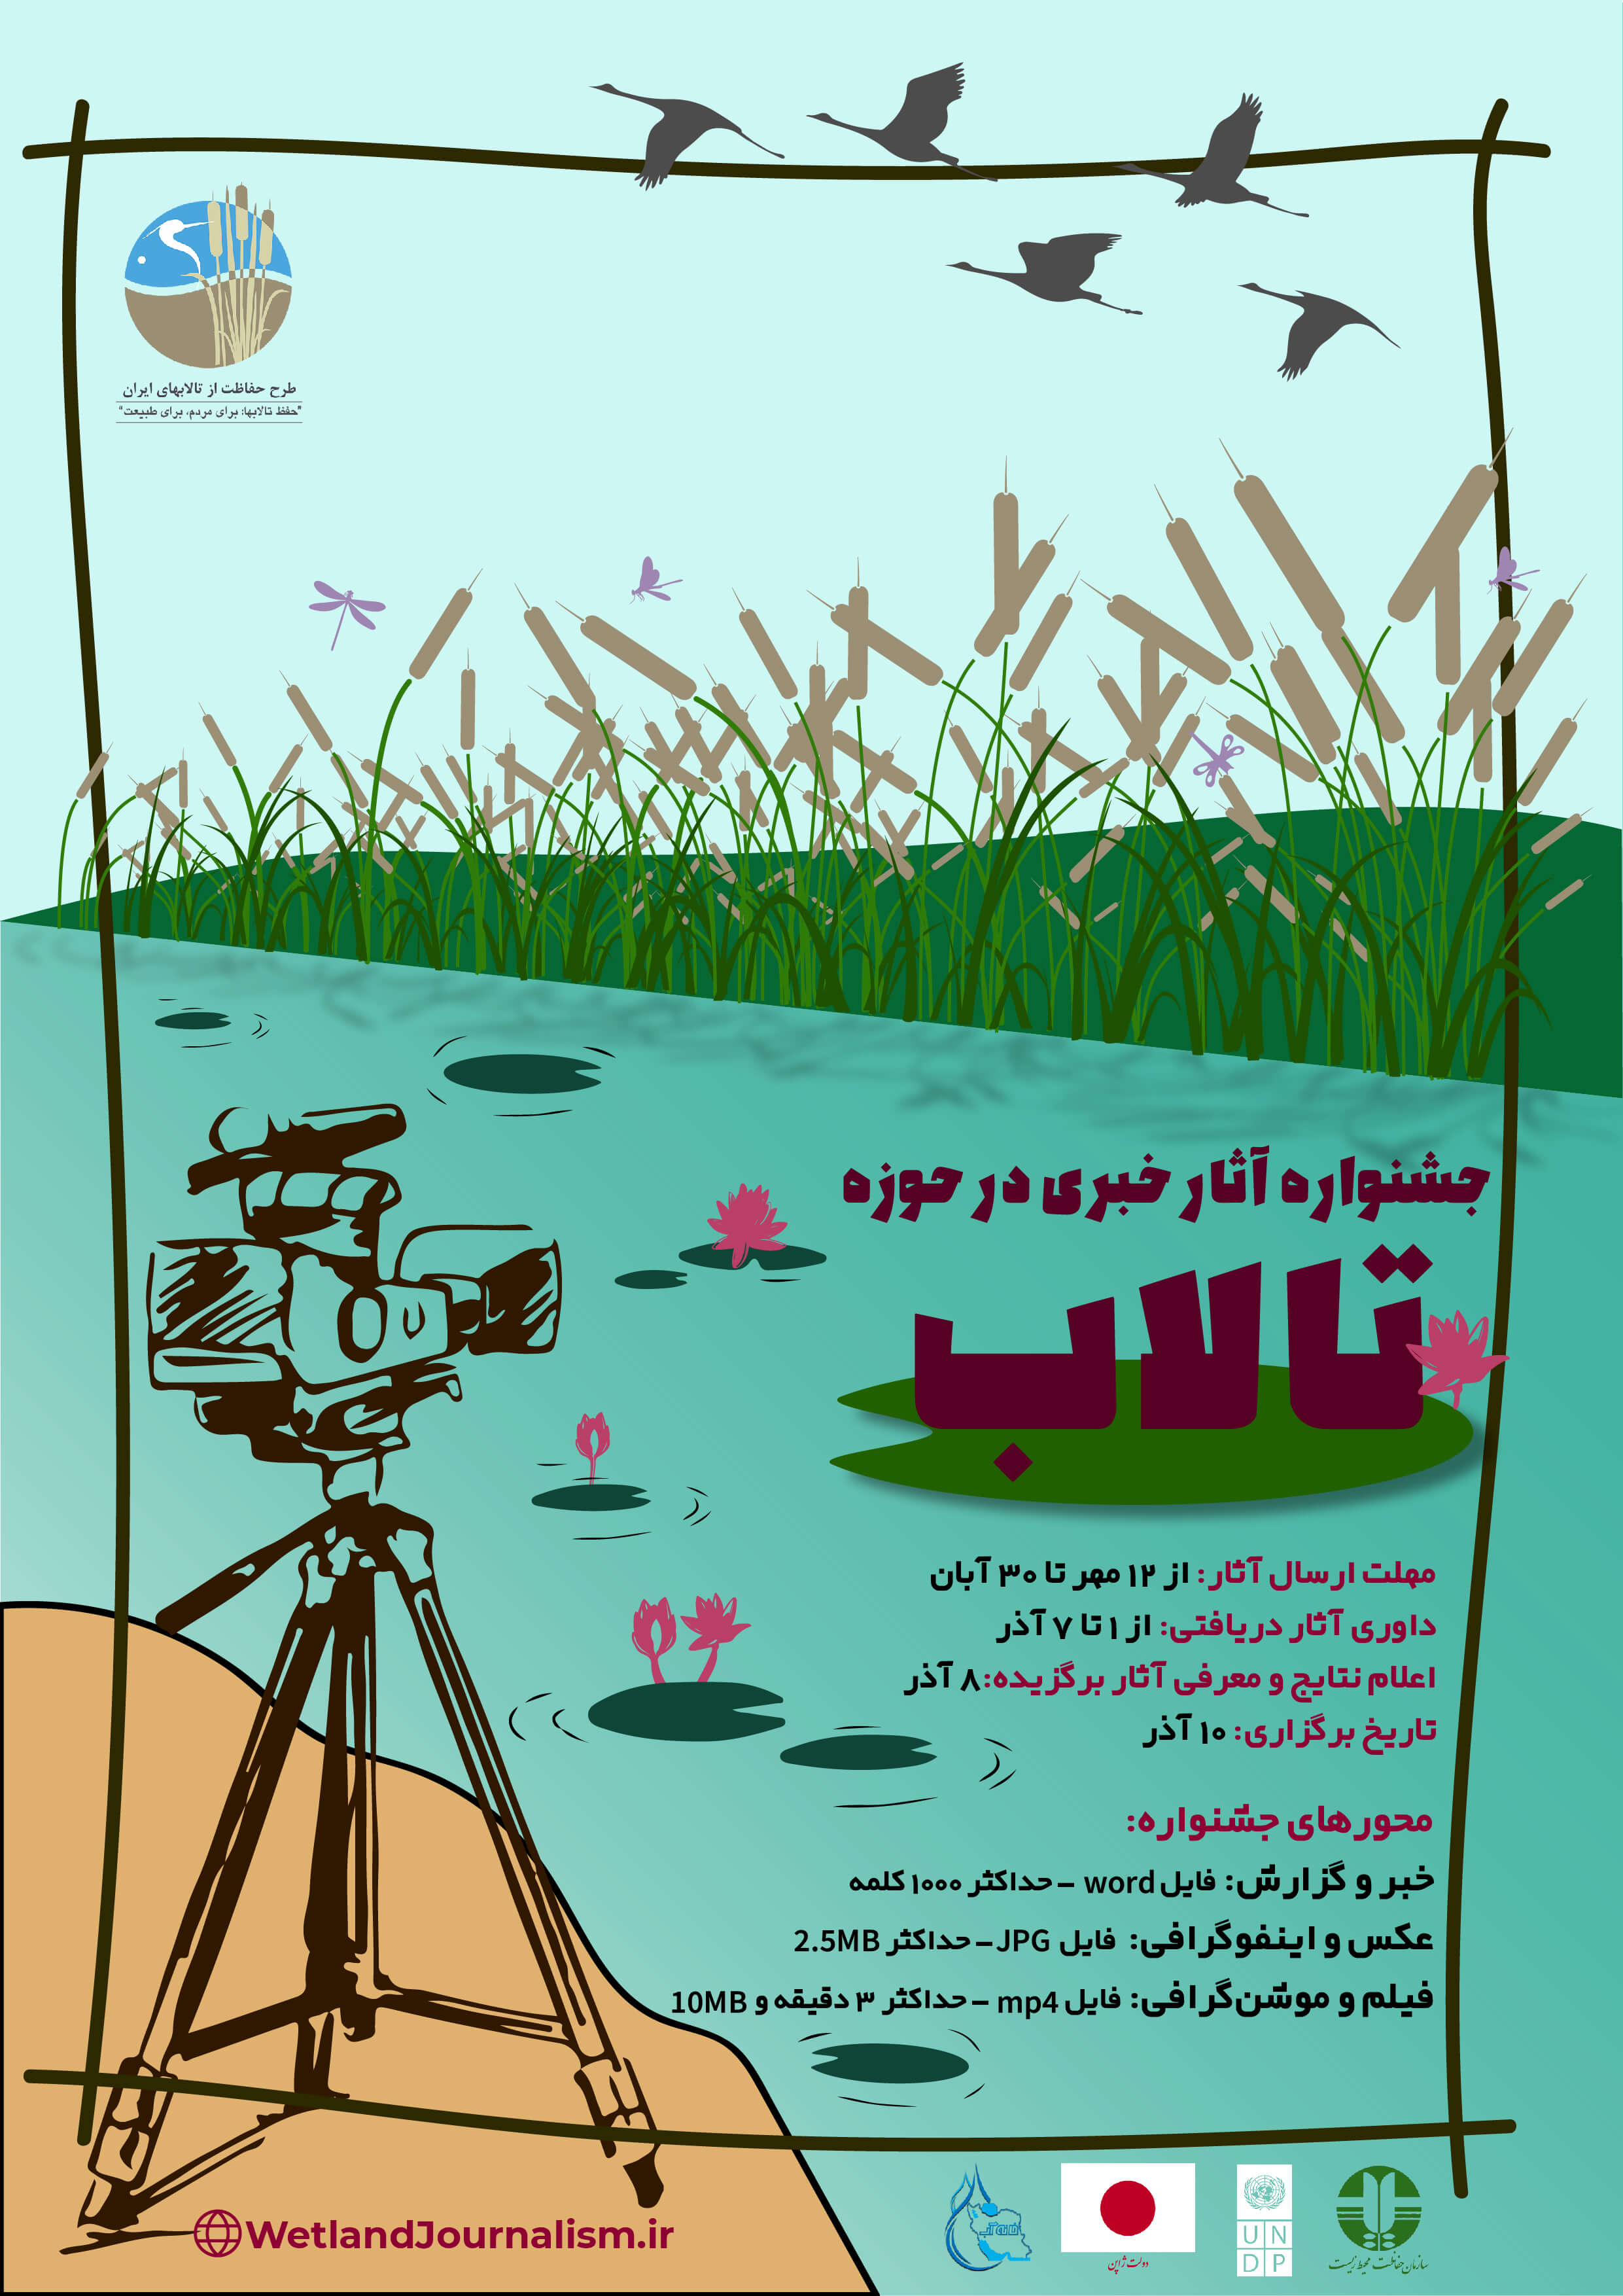 طرح حفاظت از تالابهای ایران
"حفظ تالابها: برای مردم، برای طبیعت"
جشنواره آثار خبری در حوزه
تالاب
مهلت ارسال آثار: از ۱۲ مهر تا ۳۰ آبان
داوری آثار دریافتی: از ۱ تا ۷ آذر
اعلام نتایج و معرفی آثار برگزیده: ۸ آذر
تاریخ برگزاری: ۱۰ آذر
محورهای جشنواره:
خبر و گزارش: فایل word – حداکثر ۱۰۰۰ کلمه
عکس و اینفوگرافی: فایل JPG – حداکثر 2.5MB
فیلم و موشن‌گرافی: فایل mp4 – حداکثر ۳ دقیقه و 10MB
سازمان حفاظت محیط زیست
UN
DP
دولت ژاپن
خانه آب
WetlandJournalism.ir